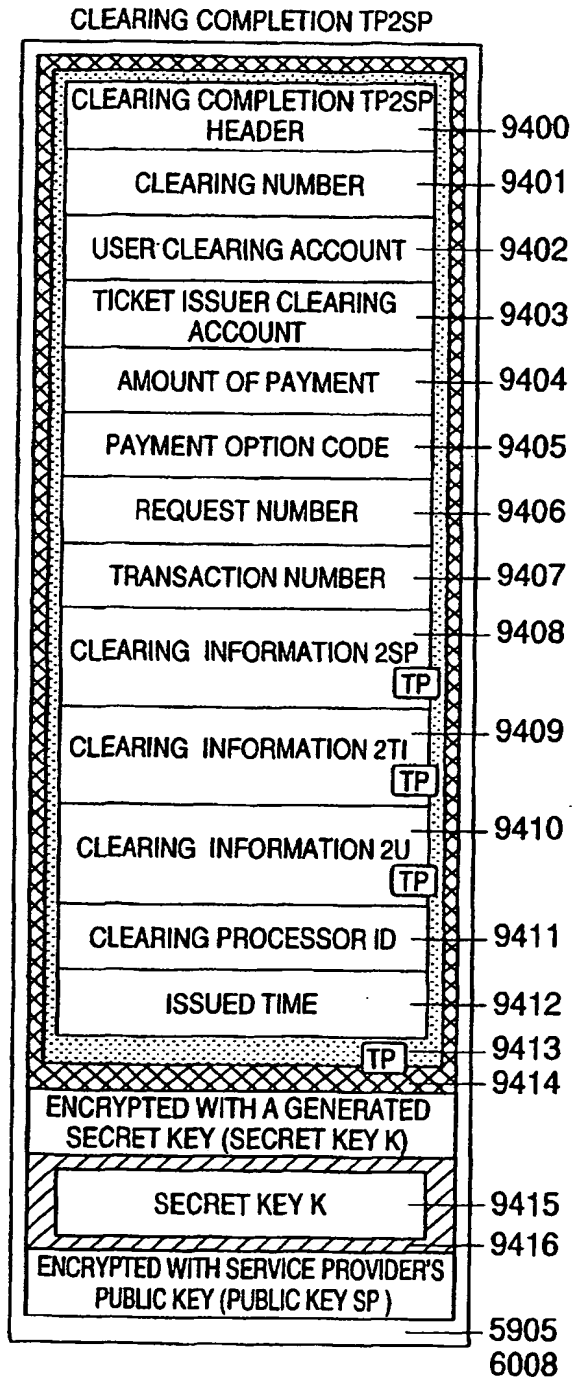 CLEARING COMPLETION TP2SP
CLEARING COMPLETION TP2SP
HEADER
9400
CLEARING NUMBER
9401
USER CLEARING ACCOUNT
9402
TICKET ISSUER CLEARING
ACCOUNT
9403
AMOUNT OF PAYMENT
9404
PAYMENT OPTION CODE
9405
REQUEST NUMBER
9406
TRANSACTION NUMBER
9407
9408
CLEARING INFORMATION 2SP
TP
9409
CLEARING INFORMATION 2TI
TP
9410
CLEARING INFORMATION 2U
TP
CLEARING PROCESSOR ID
9411
ISSUED TIME
9412
TP
9413
9414
ENCRYPTED WITH A GENERATED
SECRET KEY (SECRET KEY K)
SECRET KEY K
9415
9416
ENCRYPTED WITH SERVICE PROVIDER'S
PUBLIC KEY (PUBLIC KEY SP )
5905
6008